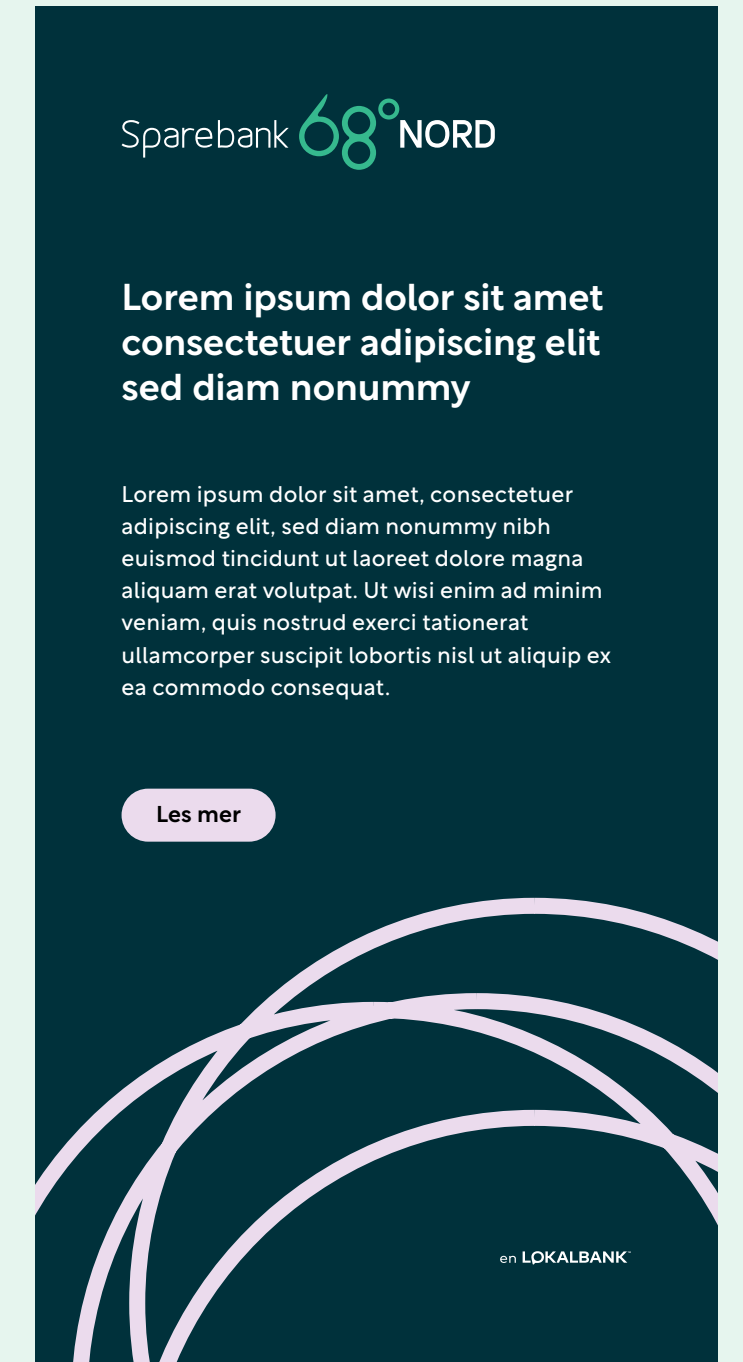 Sparebank 68° NORD
Lorem ipsum dolor sit amet
consectetuer adipiscing elit
sed diam nonummy
Lorem ipsum dolor sit amet, consectetuer
adipiscing elit, sed diam nonummy nibh
euismod tincidunt ut laoreet dolore magna
aliquam erat volutpat. Ut wisi enim ad minim
veniam, quis nostrud exerci tationerat
ullamcorper suscipit lobortis nisl ut aliquip ex
ea commodo consequat.
Les mer
en LOKALBANK